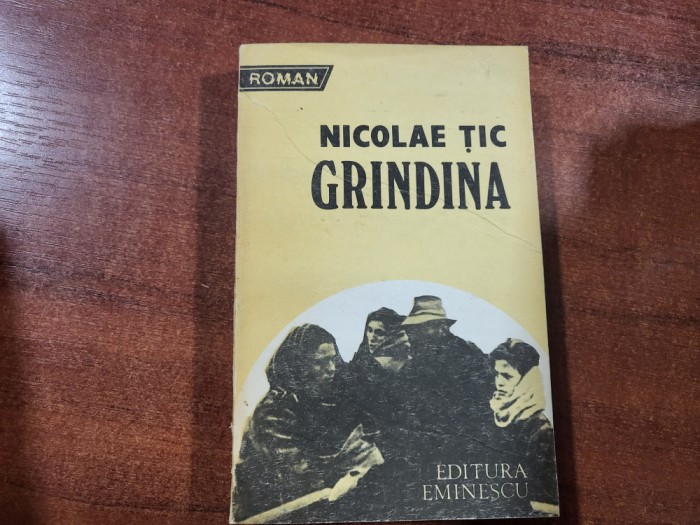 ROMAN
NICOLAE ȚIC
GRINDINA
EDITURA
EMINESCU